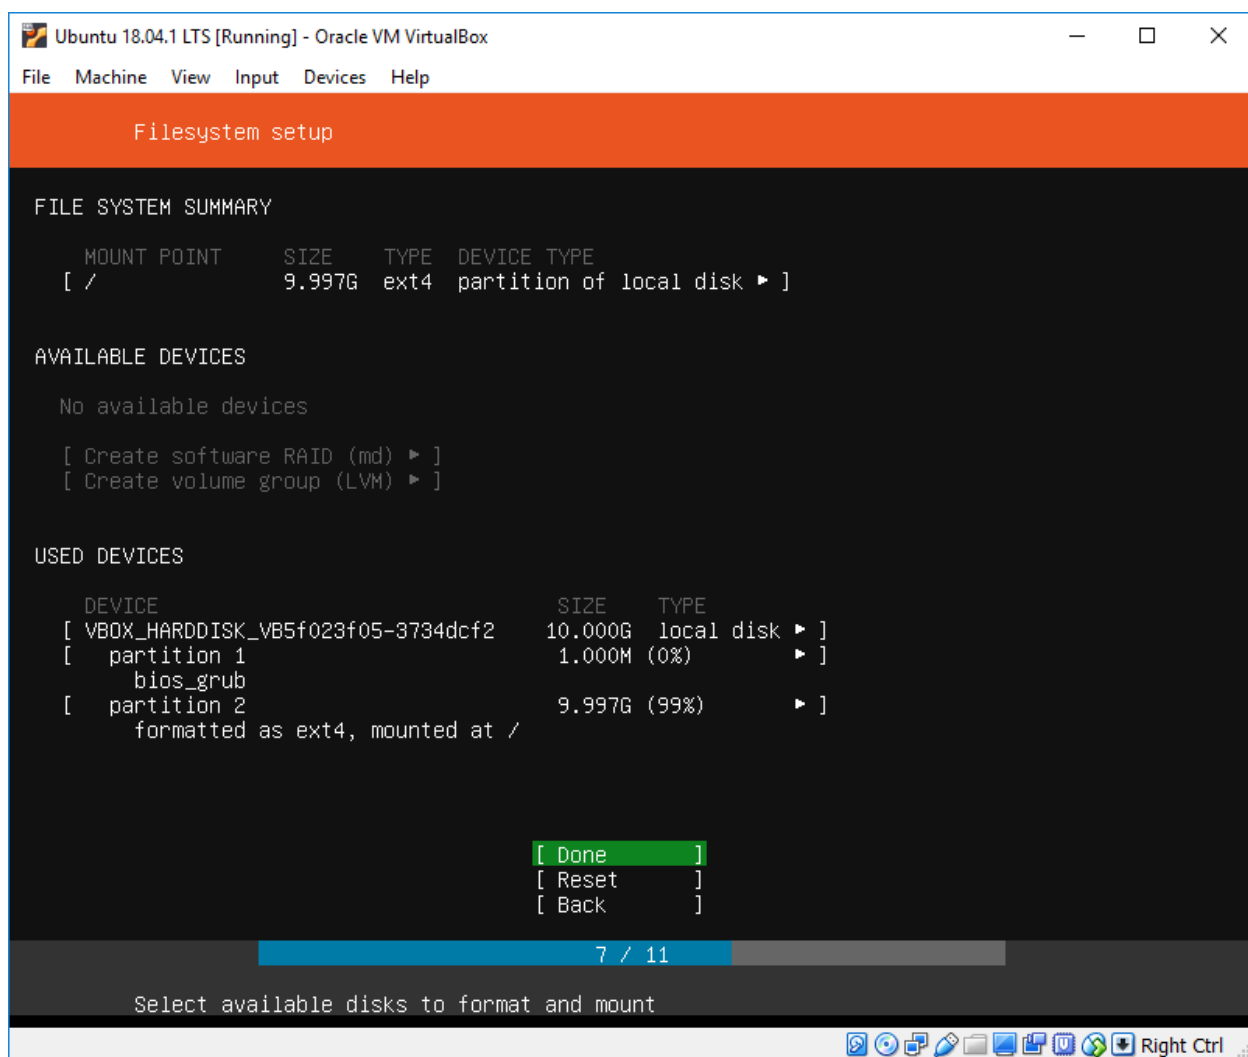 Ubuntu 18.04.1 LTS [Running] - Oracle VM VirtualBox
File Machine View Input Devices Help
Filesystem setup
FILE SYSTEM SUMMARY
MOUNT POINT SIZE TYPE DEVICE TYPE
[ / 9.997G ext4 partition of local disk ▸ ]
AVAILABLE DEVICES
No available devices
[ Create software RAID (md) ▸ ]
[ Create volume group (LVM) ▸ ]
USED DEVICES
DEVICE SIZE TYPE
[ VBOX_HARDDISK_VB5f023f05-3734dcf2 10.000G local disk ▸ ]
[ partition 1 1.000M (0%) ▸ ]
bios_grub
[ partition 2 9.997G (99%) ▸ ]
formatted as ext4, mounted at /
[ Done ]
[ Reset ]
[ Back ]
7 / 11
Select available disks to format and mount
Right Ctrl